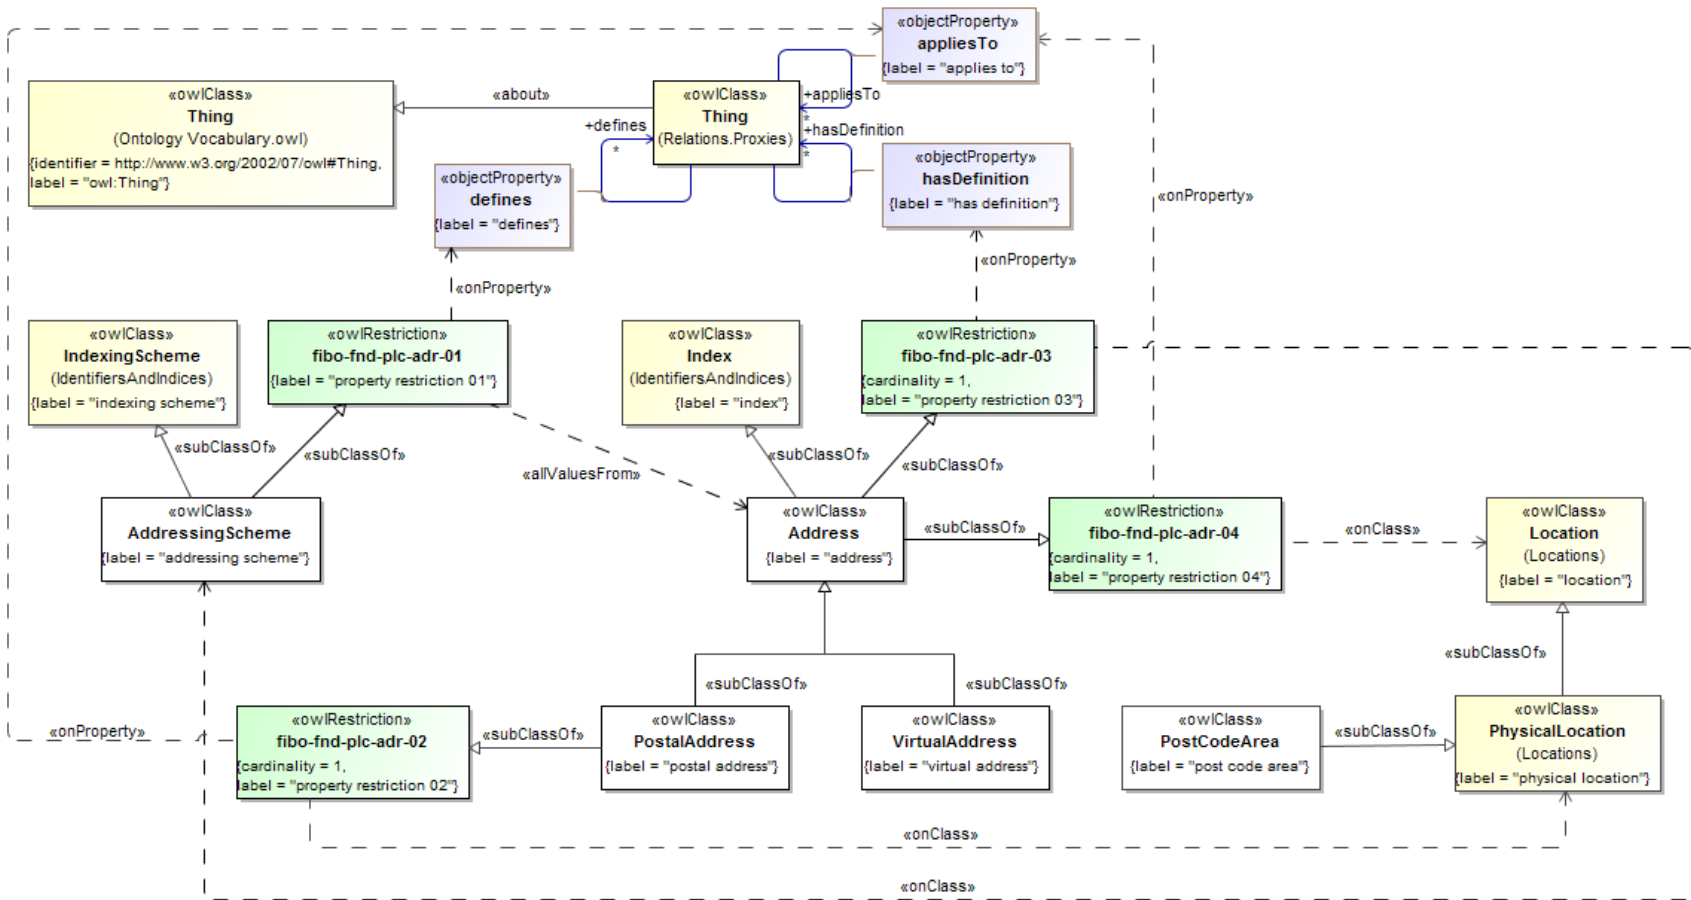 «objectProperty»
appliesTo
{label = "applies to"}
«owlClass»
Thing
(Ontology Vocabulary.owl)
{identifier = http://www.w3.org/2002/07/owl#Thing,
label = "owl:Thing"}
«about»
«owlClass»
Thing
(Relations.Proxies)
+appliesTo
*
+hasDefinition
*
+defines
*
«objectProperty»
defines
{label = "defines"}
«objectProperty»
hasDefinition
{label = "has definition"}
«onProperty»
«onProperty»
«onProperty»
«owlClass»
IndexingScheme
(IdentifiersAndIndices)
{label = "indexing scheme"}
«owlRestriction»
fibo-fnd-plc-adr-01
{label = "property restriction 01"}
«owlClass»
Index
(IdentifiersAndIndices)
{label = "index"}
«owlRestriction»
fibo-fnd-plc-adr-03
{cardinality = 1,
label = "property restriction 03"}
«subClassOf»
«subClassOf»
«allValuesFrom»
«subClassOf»
«subClassOf»
«owlClass»
AddressingScheme
{label = "addressing scheme"}
«owlClass»
Address
{label = "address"}
«subClassOf»
«owlRestriction»
fibo-fnd-plc-adr-04
{cardinality = 1,
label = "property restriction 04"}
«onClass»
«owlClass»
Location
(Locations)
{label = "location"}
«subClassOf»
«subClassOf»
«subClassOf»
«onProperty»
«owlRestriction»
fibo-fnd-plc-adr-02
{cardinality = 1,
label = "property restriction 02"}
«subClassOf»
«owlClass»
PostalAddress
{label = "postal address"}
«owlClass»
VirtualAddress
{label = "virtual address"}
«owlClass»
PostCodeArea
{label = "post code area"}
«subClassOf»
«owlClass»
PhysicalLocation
(Locations)
{label = "physical location"}
«onClass»
«onClass»